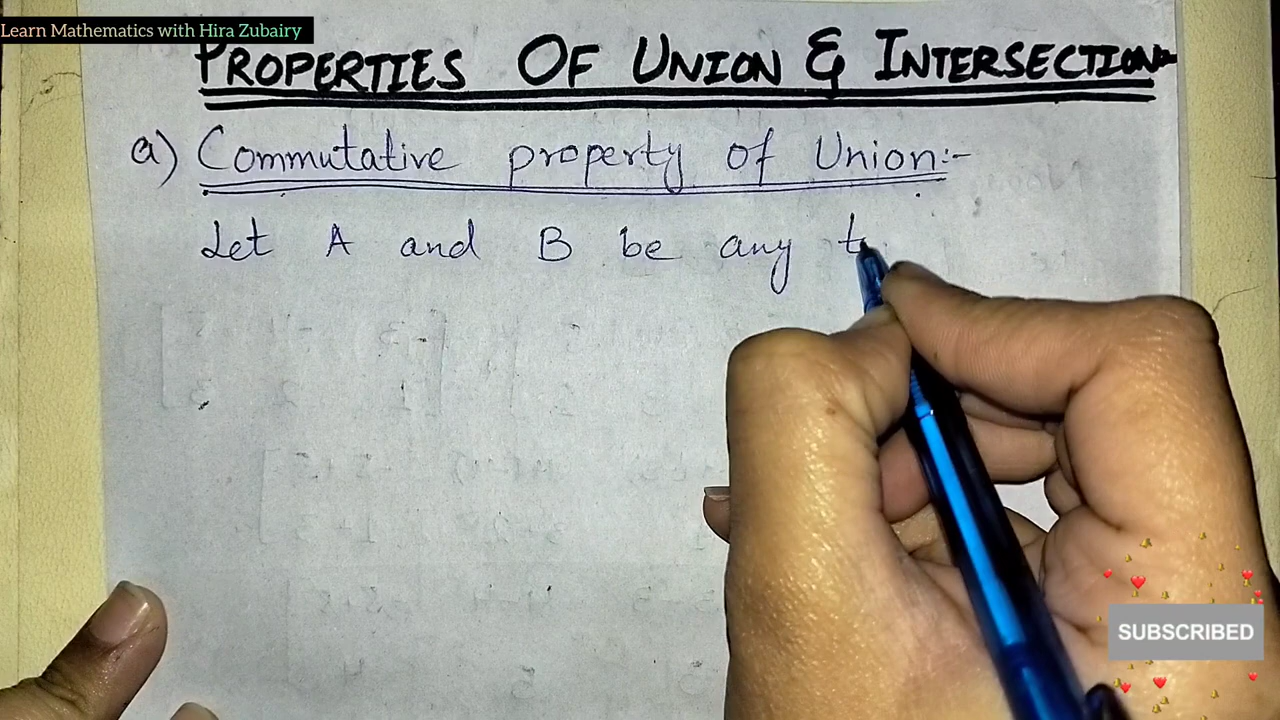 Learn Mathematics with Hira Zubairy
PROPERTIES OF UNION & INTERSECTION
a) Commutative property of Union:-
Let A and B be any t
SUBSCRIBED